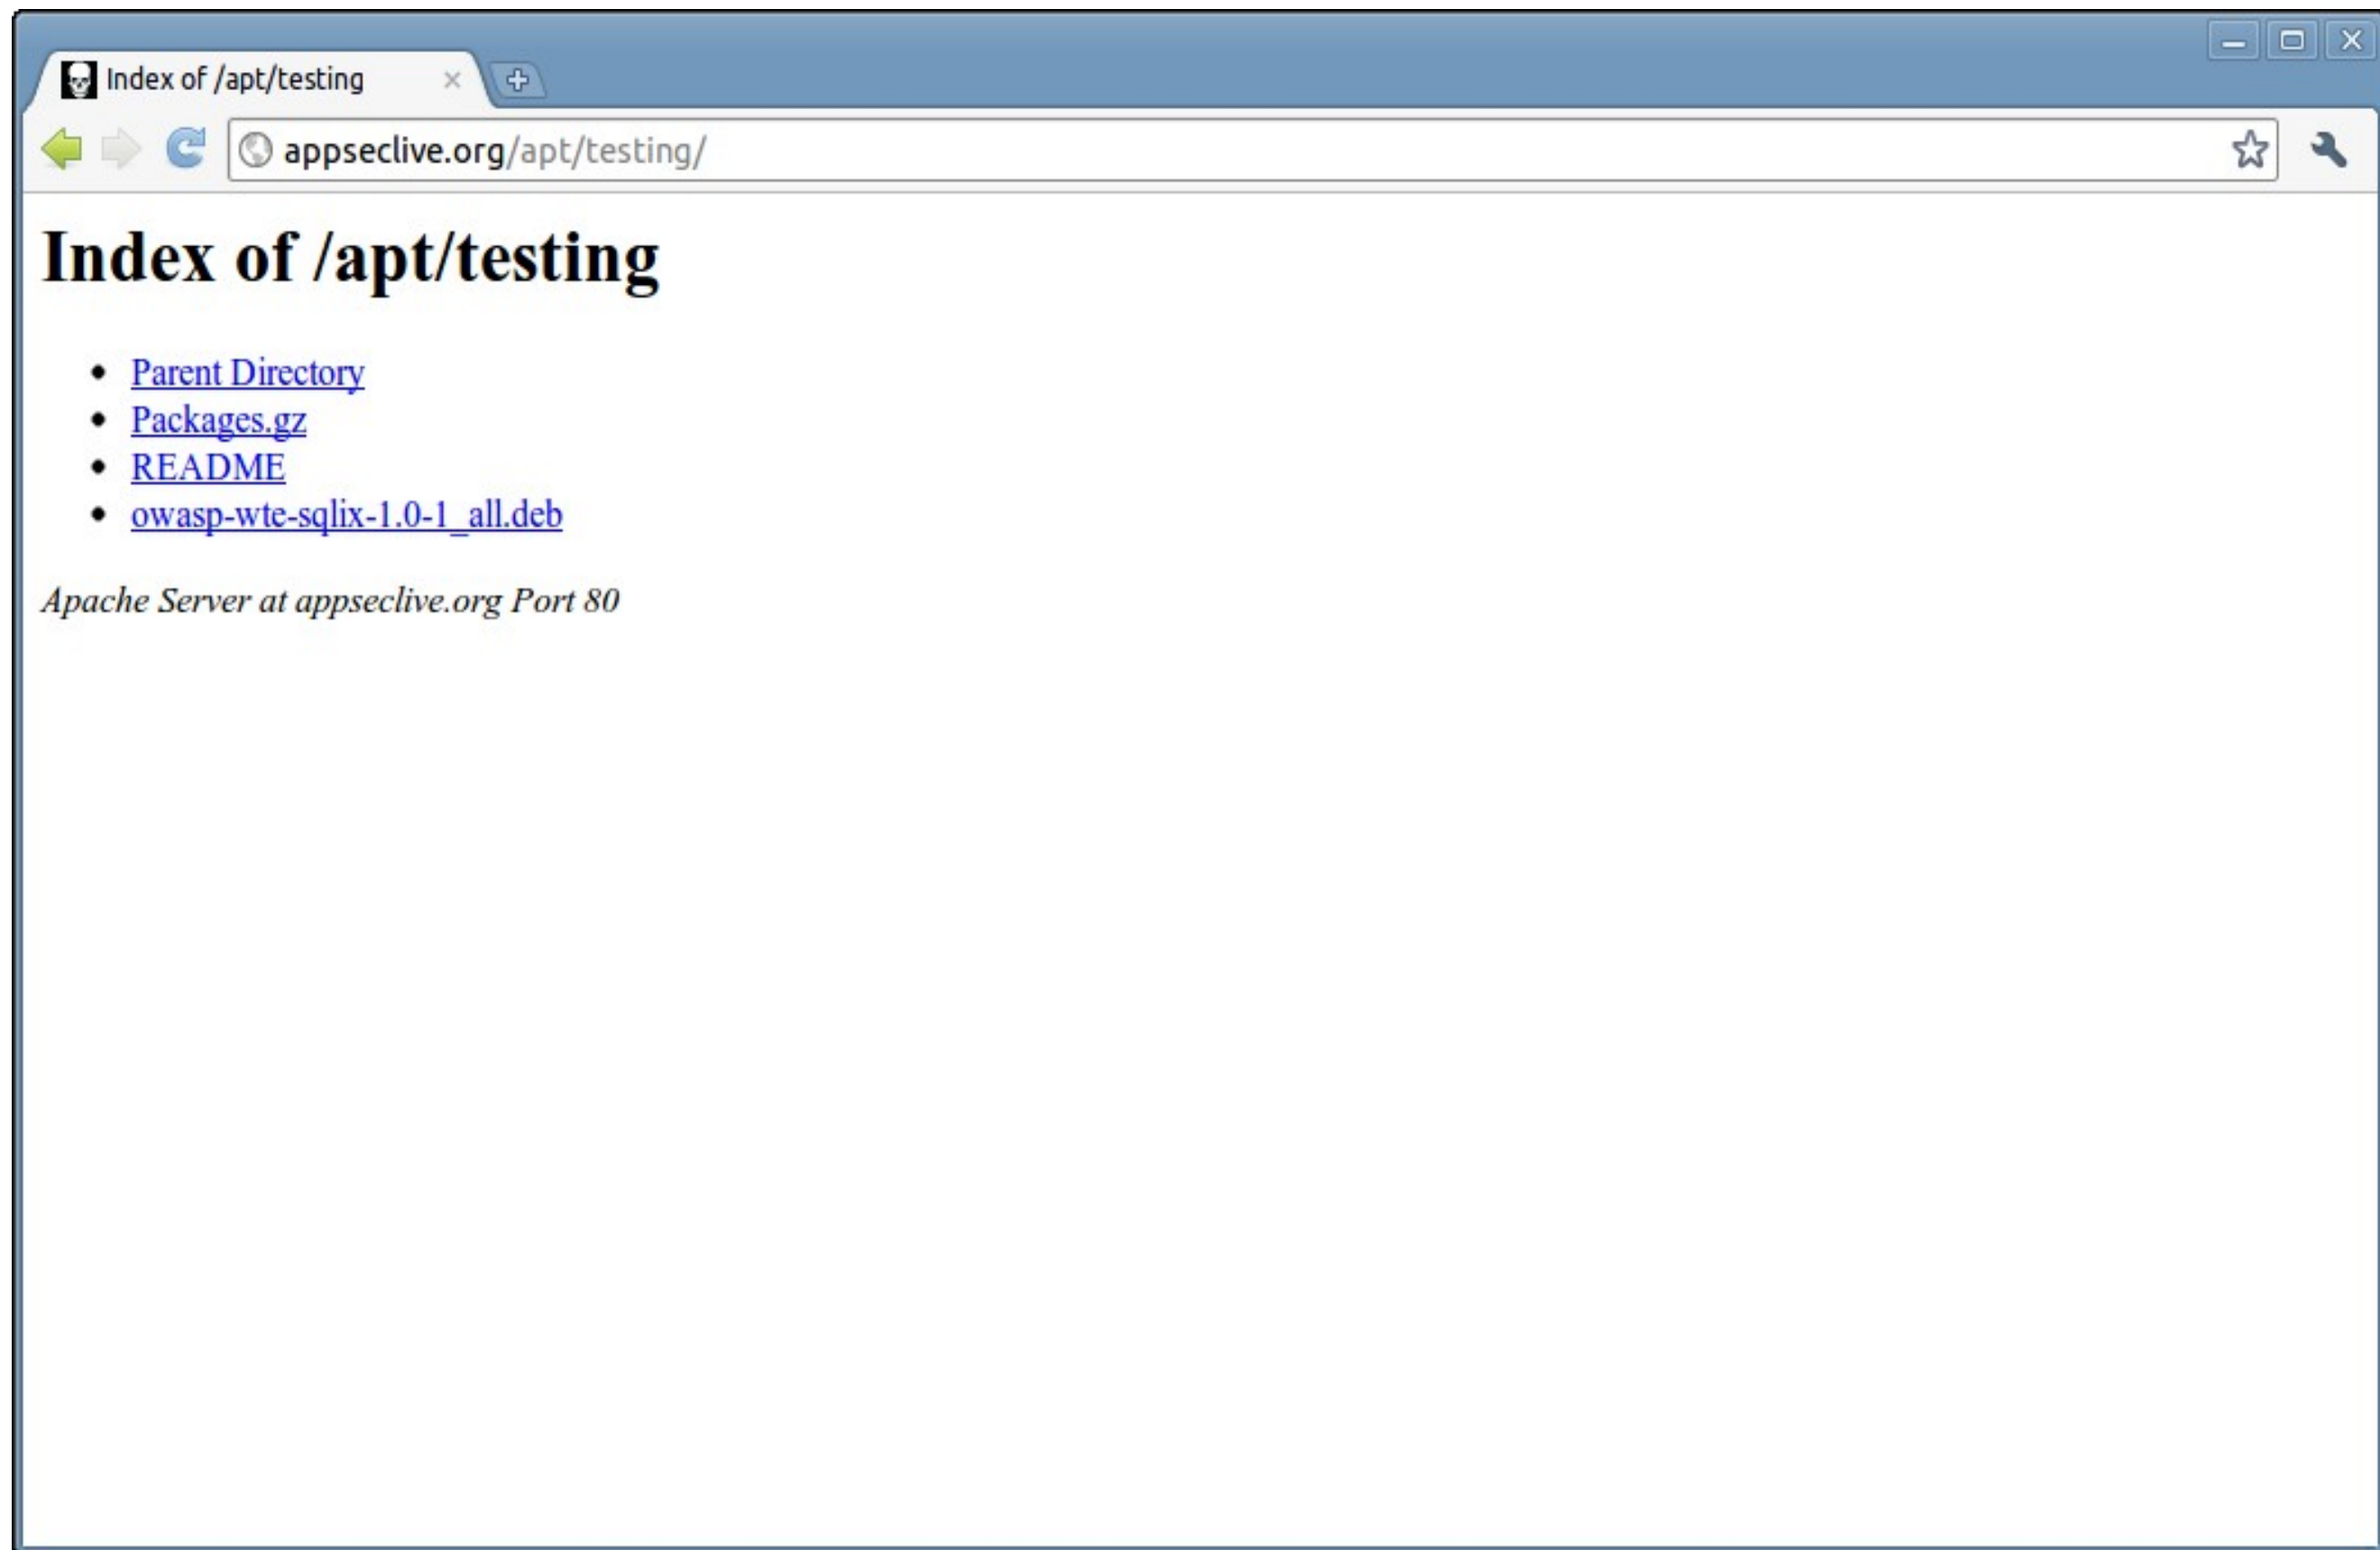 Index of /apt/testing
appseclive.org/apt/testing/
Index of /apt/testing
Parent Directory
Packages.gz
README
owasp-wte-sqlix-1.0-1_all.deb
Apache Server at appseclive.org Port 80